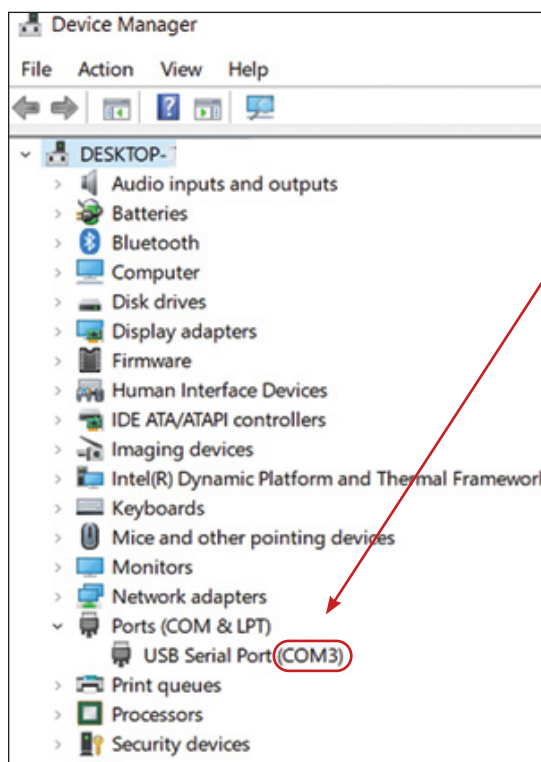 Device Manager
File Action View Help
DESKTOP-
Audio inputs and outputs
Batteries
Bluetooth
Computer
Disk drives
Display adapters
Firmware
Human Interface Devices
IDE ATA/ATAPI controllers
Imaging devices
Intel(R) Dynamic Platform and Thermal Framework
Keyboards
Mice and other pointing devices
Monitors
Network adapters
Ports (COM & LPT)
USB Serial Port (COM3)
Print queues
Processors
Security devices